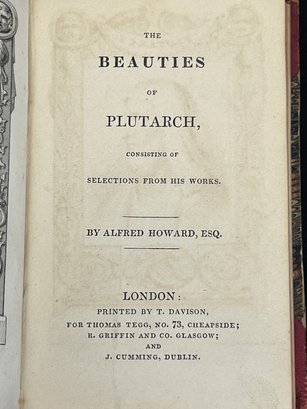 THE
BEAUTIES
OF
PLUTARCH,
CONSISTING OF
SELECTIONS FROM HIS WORKS.
BY ALFRED HOWARD, ESQ.
LONDON:
PRINTED BY T. DAVISON,
FOR THOMAS TEGG, NO. 73, CHEAPSIDE;
R. GRIFFIN AND CO. GLASGOW;
AND
J. CUMMING, DUBLIN.